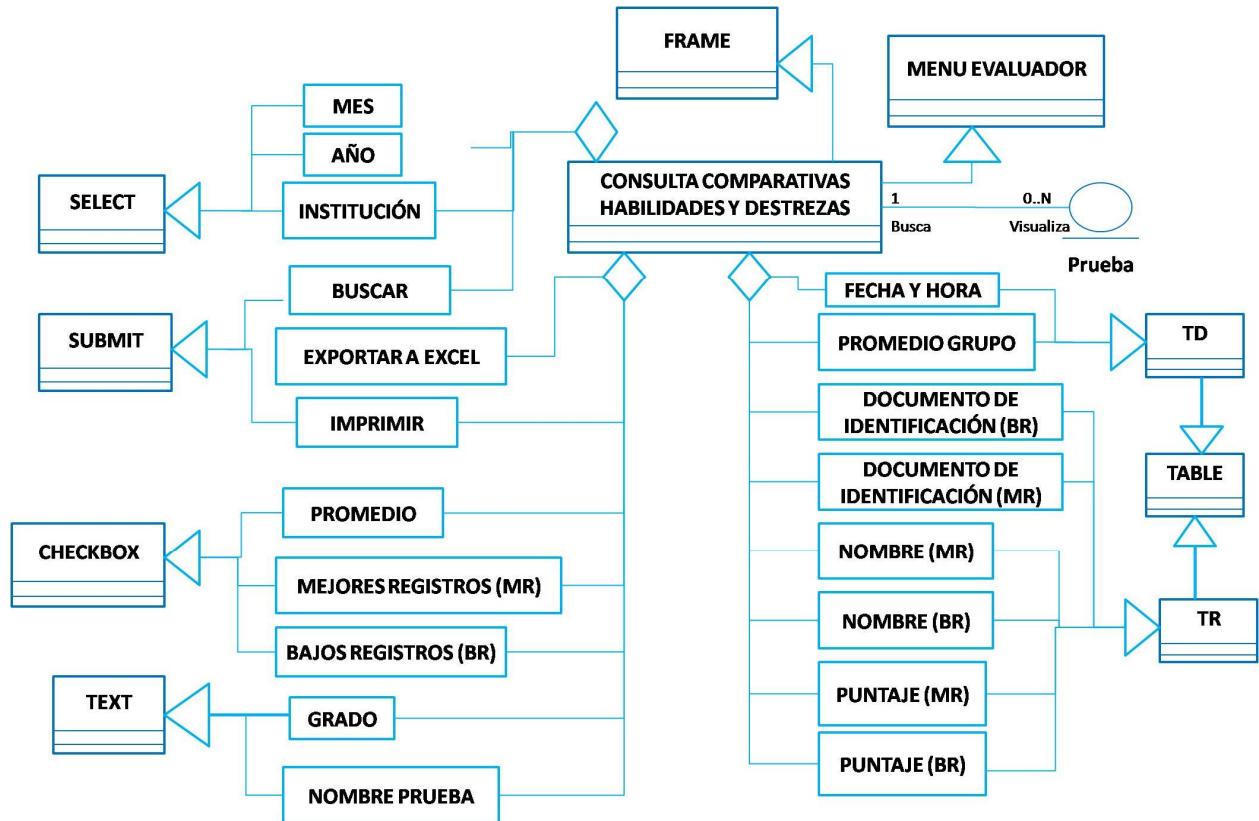 FRAME
MENU EVALUADOR
MES
AÑO
SELECT
INSTITUCIÓN
CONSULTA COMPARATIVAS
HABILIDADES Y DESTREZAS
1
0..N
Busca
Visualiza
Prueba
BUSCAR
SUBMIT
EXPORTAR A EXCEL
IMPRIMIR
FECHA Y HORA
PROMEDIO GRUPO
TD
DOCUMENTO DE
IDENTIFICACIÓN (BR)
DOCUMENTO DE
IDENTIFICACIÓN (MR)
TABLE
PROMEDIO
CHECKBOX
MEJORES REGISTROS (MR)
BAJOS REGISTROS (BR)
NOMBRE (MR)
NOMBRE (BR)
TR
PUNTAJE (MR)
PUNTAJE (BR)
TEXT
GRADO
NOMBRE PRUEBA